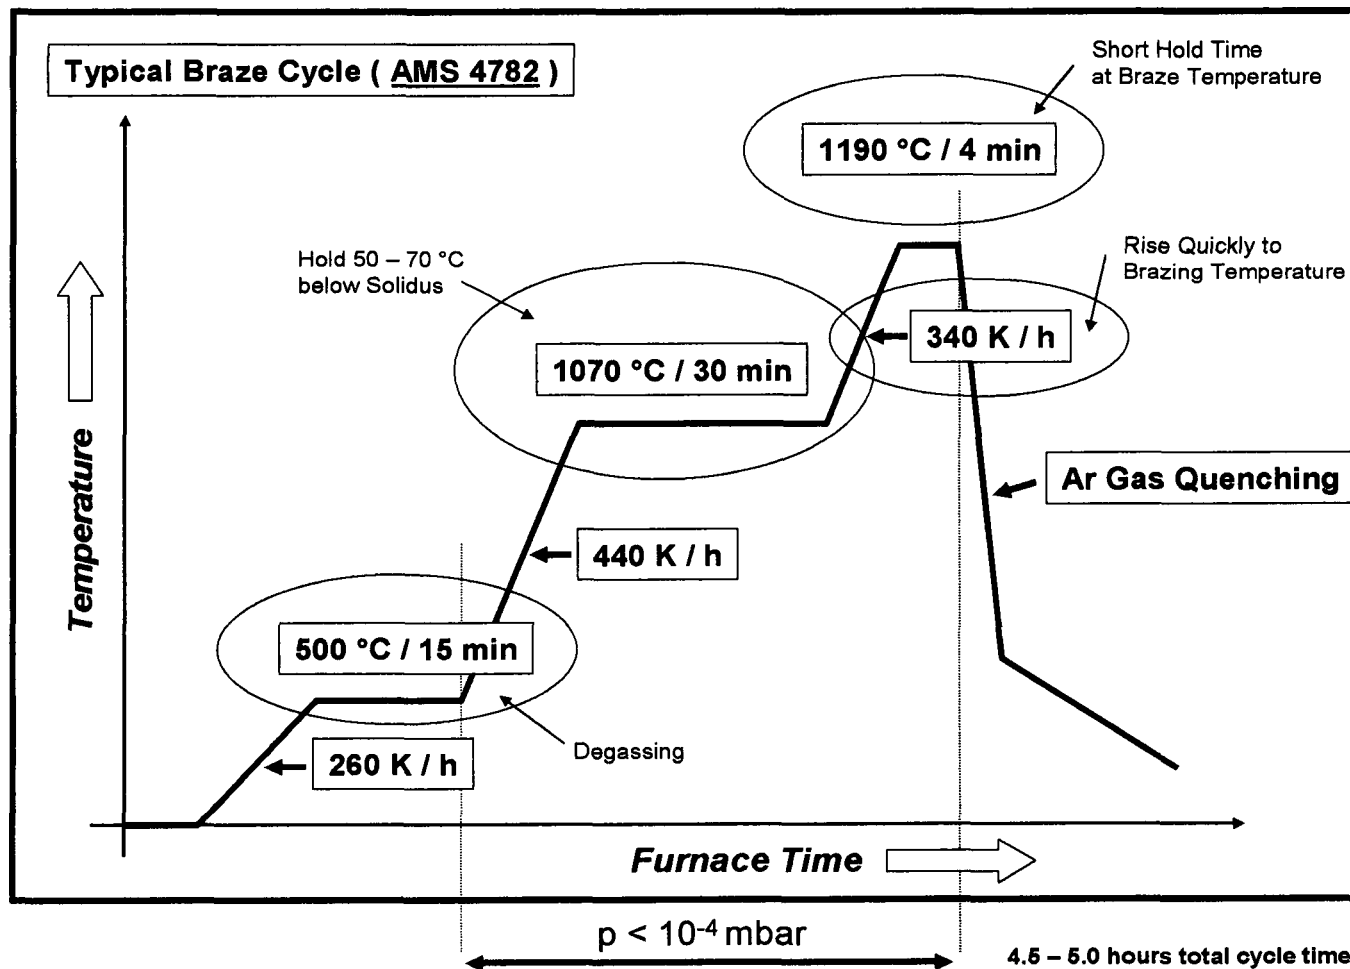 Typical Braze Cycle ( AMS 4782 )
Short Hold Time
at Braze Temperature
1190 °C / 4 min
Hold 50 – 70 °C
below Solidus
Rise Quickly to
Brazing Temperature
340 K / h
1070 °C / 30 min
Temperature
Ar Gas Quenching
440 K / h
500 °C / 15 min
Degassing
260 K / h
Furnace Time
p < 10⁻⁴ mbar
4.5 – 5.0 hours total cycle time